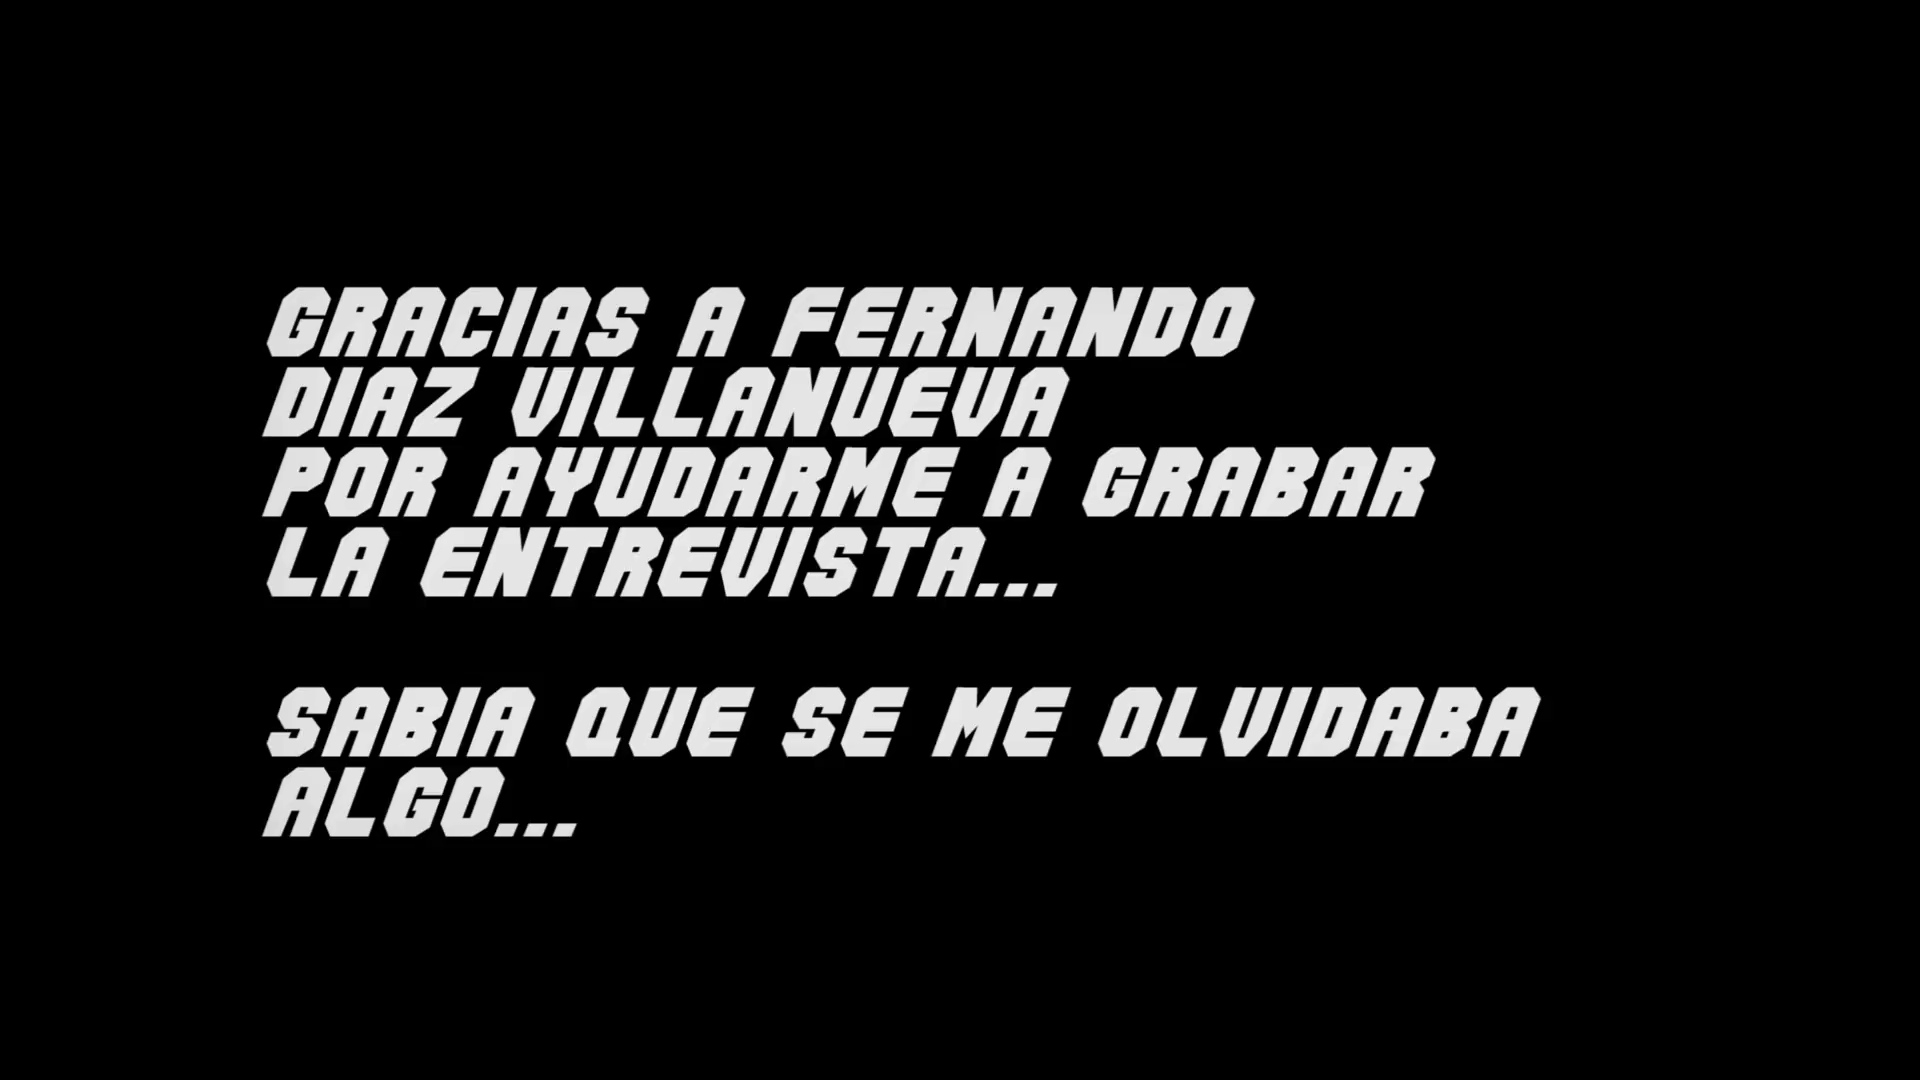 GRACIAS A FERNANDO
DIAZ VILLANUEVA
POR AYUDARME A GRABAR
LA ENTREVISTA...
SABIA QUE SE ME OLVIDABA
ALGO...